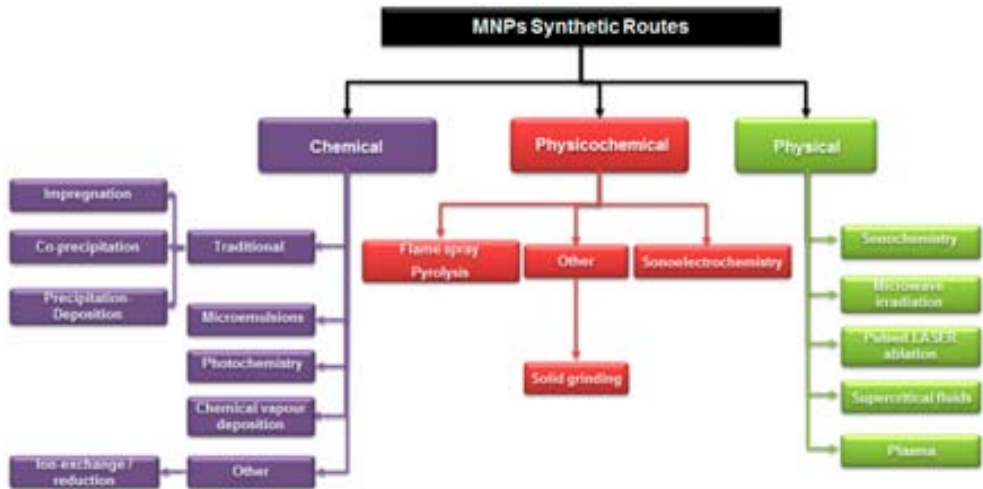 MNPs Synthetic Routes
Chemical
Physicochemical
Physical
Impregnation
Co-precipitation
Precipitation-
Deposition
Traditional
Microemulsions
Photochemistry
Chemical vapour
deposition
Other
Ion-exchange /
reduction
Flame spray
Pyrolysis
Other
Sonoelectrochemistry
Solid grinding
Sonochemistry
Microwave
irradiation
Pulsed LASER
ablation
Supercritical fluids
Plasma